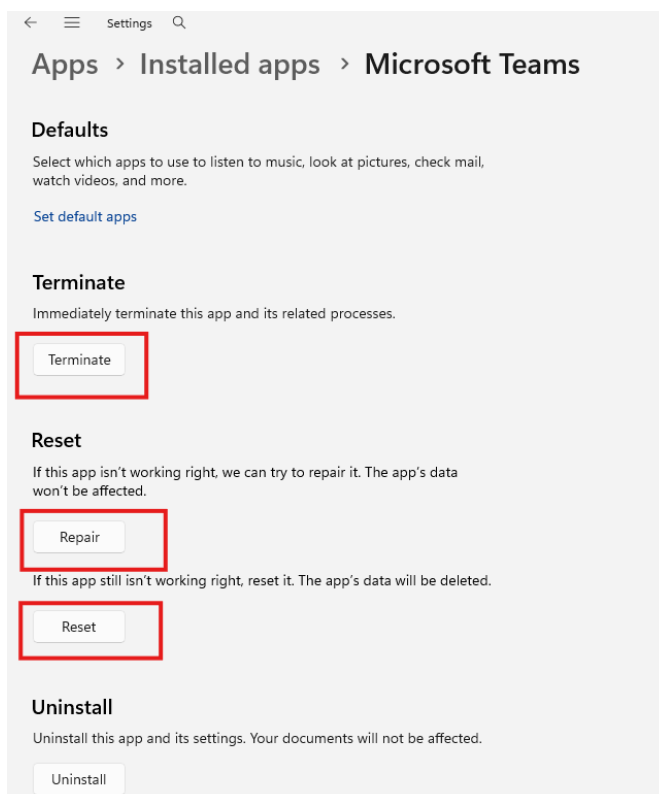 Settings
Apps > Installed apps > Microsoft Teams
Defaults
Select which apps to use to listen to music, look at pictures, check mail,
watch videos, and more.
Set default apps
Terminate
Immediately terminate this app and its related processes.
Terminate
Reset
If this app isn’t working right, we can try to repair it. The app’s data
won’t be affected.
Repair
If this app still isn’t working right, reset it. The app’s data will be deleted.
Reset
Uninstall
Uninstall this app and its settings. Your documents will not be affected.
Uninstall